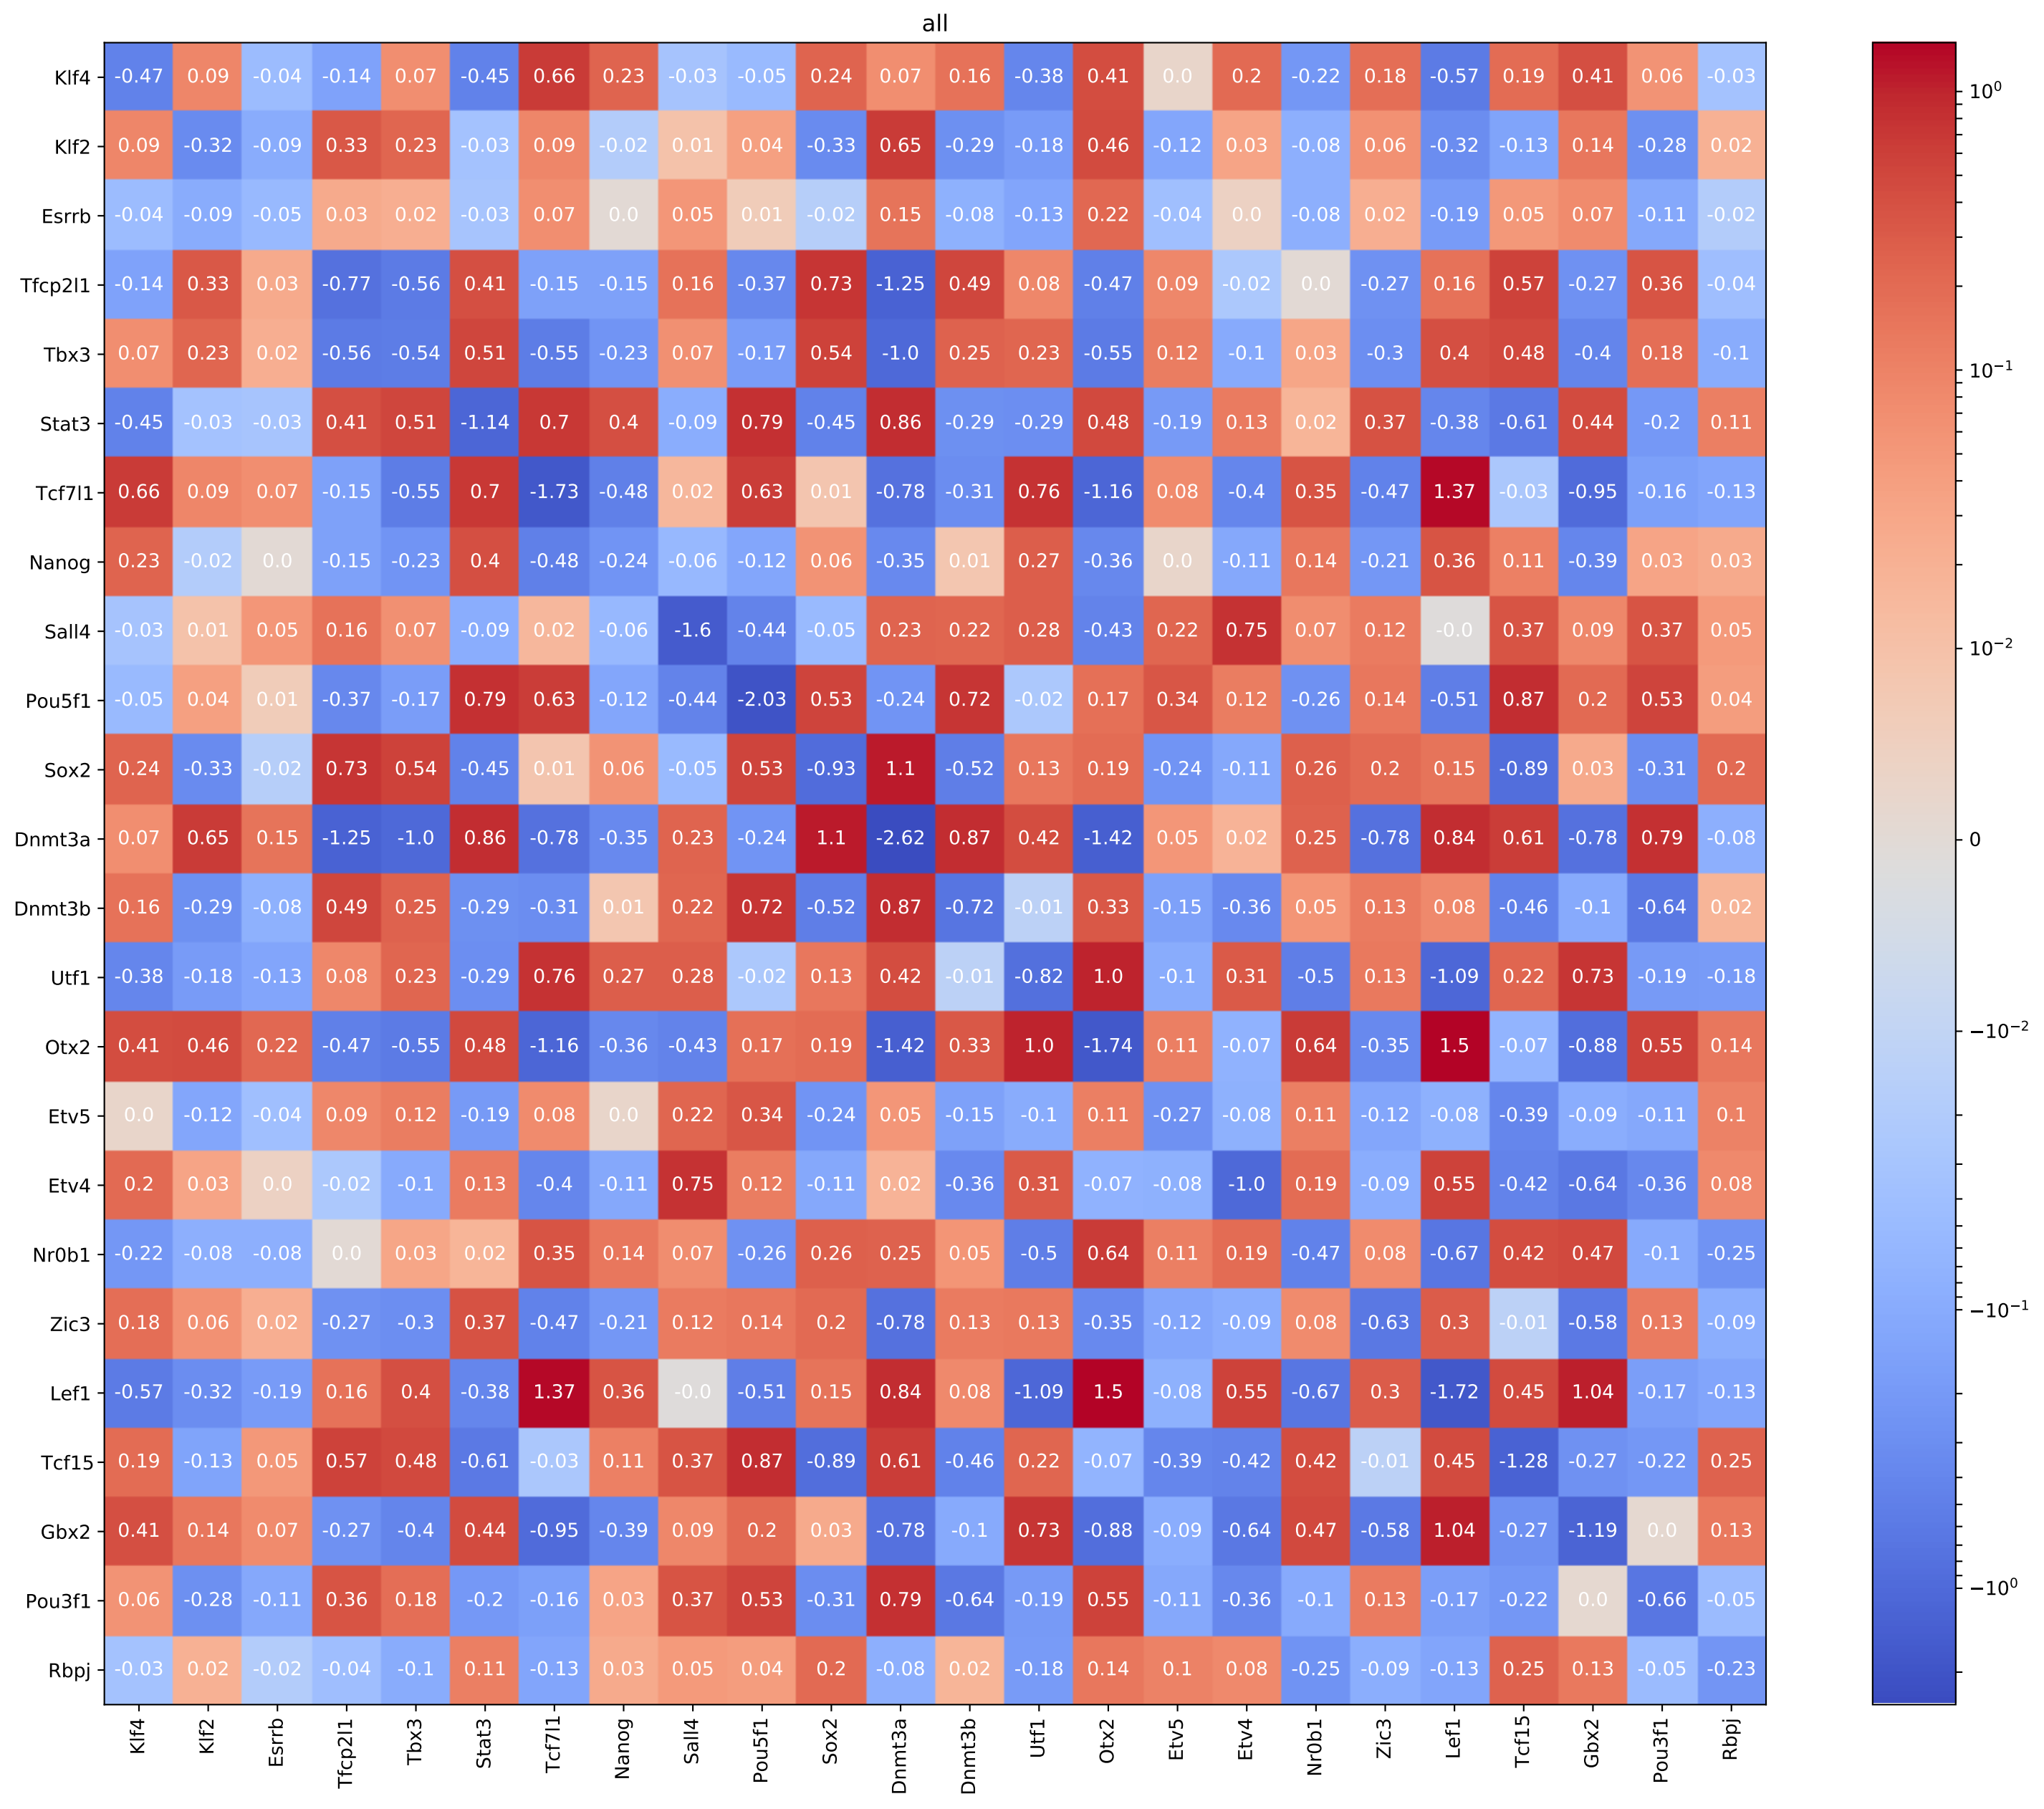 all
Klf4 -0.47 0.09 -0.04 -0.14 0.07 -0.45 0.66 0.23 -0.03 -0.05 0.24 0.07 0.16 -0.38 0.41 0.0 0.2 -0.22 0.18 -0.57 0.19 0.41 0.06 -0.03
Klf2 0.09 -0.32 -0.09 0.33 0.23 -0.03 0.09 -0.02 0.01 0.04 -0.33 0.65 -0.29 -0.18 0.46 -0.12 0.03 -0.08 0.06 -0.32 -0.13 0.14 -0.28 0.02
Esrrb -0.04 -0.09 -0.05 0.03 0.02 -0.03 0.07 0.0 0.05 0.01 -0.02 0.15 -0.08 -0.13 0.22 -0.04 0.0 -0.08 0.02 -0.19 0.05 0.07 -0.11 -0.02
Tfcp2l1 -0.14 0.33 0.03 -0.77 -0.56 0.41 -0.15 -0.15 0.16 -0.37 0.73 -1.25 0.49 0.08 -0.47 0.09 -0.02 0.0 -0.27 0.16 0.57 -0.27 0.36 -0.04
Tbx3 0.07 0.23 0.02 -0.56 -0.54 0.51 -0.55 -0.23 0.07 -0.17 0.54 -1.0 0.25 0.23 -0.55 0.12 -0.1 0.03 -0.3 0.4 0.48 -0.4 0.18 -0.1
Stat3 -0.45 -0.03 -0.03 0.41 0.51 -1.14 0.7 0.4 -0.09 0.79 -0.45 0.86 -0.29 -0.29 0.48 -0.19 0.13 0.02 0.37 -0.38 -0.61 0.44 -0.2 0.11
Tcf7l1 0.66 0.09 0.07 -0.15 -0.55 0.7 -1.73 -0.48 0.02 0.63 0.01 -0.78 -0.31 0.76 -1.16 0.08 -0.4 0.35 -0.47 1.37 -0.03 -0.95 -0.16 -0.13
Nanog 0.23 -0.02 0.0 -0.15 -0.23 0.4 -0.48 -0.24 -0.06 -0.12 0.06 -0.35 0.01 0.27 -0.36 0.0 -0.11 0.14 -0.21 0.36 0.11 -0.39 0.03 0.03
Sall4 -0.03 0.01 0.05 0.16 0.07 -0.09 0.02 -0.06 -1.6 -0.44 -0.05 0.23 0.22 0.28 -0.43 0.22 0.75 0.07 0.12 -0.0 0.37 0.09 0.37 0.05
Pou5f1 -0.05 0.04 0.01 -0.37 -0.17 0.79 0.63 -0.12 -0.44 -2.03 0.53 -0.24 0.72 -0.02 0.17 0.34 0.12 -0.26 0.14 -0.51 0.87 0.2 0.53 0.04
Sox2 0.24 -0.33 -0.02 0.73 0.54 -0.45 0.01 0.06 -0.05 0.53 -0.93 1.1 -0.52 0.13 0.19 -0.24 -0.11 0.26 0.2 0.15 -0.89 0.03 -0.31 0.2
Dnmt3a 0.07 0.65 0.15 -1.25 -1.0 0.86 -0.78 -0.35 0.23 -0.24 1.1 -2.62 0.87 0.42 -1.42 0.05 0.02 0.25 -0.78 0.84 0.61 -0.78 0.79 -0.08
Dnmt3b 0.16 -0.29 -0.08 0.49 0.25 -0.29 -0.31 0.01 0.22 0.72 -0.52 0.87 -0.72 -0.01 0.33 -0.15 -0.36 0.05 0.13 0.08 -0.46 -0.1 -0.64 0.02
Utf1 -0.38 -0.18 -0.13 0.08 0.23 -0.29 0.76 0.27 0.28 -0.02 0.13 0.42 -0.01 -0.82 1.0 -0.1 0.31 -0.5 0.13 -1.09 0.22 0.73 -0.19 -0.18
Otx2 0.41 0.46 0.22 -0.47 -0.55 0.48 -1.16 -0.36 -0.43 0.17 0.19 -1.42 0.33 1.0 -1.74 0.11 -0.07 0.64 -0.35 1.5 -0.07 -0.88 0.55 0.14
Etv5 0.0 -0.12 -0.04 0.09 0.12 -0.19 0.08 0.0 0.22 0.34 -0.24 0.05 -0.15 -0.1 0.11 -0.27 -0.08 0.11 -0.12 -0.08 -0.39 -0.09 -0.11 0.1
Etv4 0.2 0.03 0.0 -0.02 -0.1 0.13 -0.4 -0.11 0.75 0.12 -0.11 0.02 -0.36 0.31 -0.07 -0.08 -1.0 0.19 -0.09 0.55 -0.42 -0.64 -0.36 0.08
Nr0b1 -0.22 -0.08 -0.08 0.0 0.03 0.02 0.35 0.14 0.07 -0.26 0.26 0.25 0.05 -0.5 0.64 0.11 0.19 -0.47 0.08 -0.67 0.42 0.47 -0.1 -0.25
Zic3 0.18 0.06 0.02 -0.27 -0.3 0.37 -0.47 -0.21 0.12 0.14 0.2 -0.78 0.13 0.13 -0.35 -0.12 -0.09 0.08 -0.63 0.3 -0.01 -0.58 0.13 -0.09
Lef1 -0.57 -0.32 -0.19 0.16 0.4 -0.38 1.37 0.36 -0.0 -0.51 0.15 0.84 0.08 -1.09 1.5 -0.08 0.55 -0.67 0.3 -1.72 0.45 1.04 -0.17 -0.13
Tcf15 0.19 -0.13 0.05 0.57 0.48 -0.61 -0.03 0.11 0.37 0.87 -0.89 0.61 -0.46 0.22 -0.07 -0.39 -0.42 0.42 -0.01 0.45 -1.28 -0.27 -0.22 0.25
Gbx2 0.41 0.14 0.07 -0.27 -0.4 0.44 -0.95 -0.39 0.09 0.2 0.03 -0.78 -0.1 0.73 -0.88 -0.09 -0.64 0.47 -0.58 1.04 -0.27 -1.19 0.0 0.13
Pou3f1 0.06 -0.28 -0.11 0.36 0.18 -0.2 -0.16 0.03 0.37 0.53 -0.31 0.79 -0.64 -0.19 0.55 -0.11 -0.36 -0.1 0.13 -0.17 -0.22 0.0 -0.66 -0.05
Rbpj -0.03 0.02 -0.02 -0.04 -0.1 0.11 -0.13 0.03 0.05 0.04 0.2 -0.08 0.02 -0.18 0.14 0.1 0.08 -0.25 -0.09 -0.13 0.25 0.13 -0.05 -0.23
Klf4 Klf2 Esrrb Tfcp2l1 Tbx3 Stat3 Tcf7l1 Nanog Sall4 Pou5f1 Sox2 Dnmt3a Dnmt3b Utf1 Otx2 Etv5 Etv4 Nr0b1 Zic3 Lef1 Tcf15 Gbx2 Pou3f1 Rbpj
10⁰
10⁻¹
10⁻²
0
−10⁻²
−10⁻¹
−10⁰